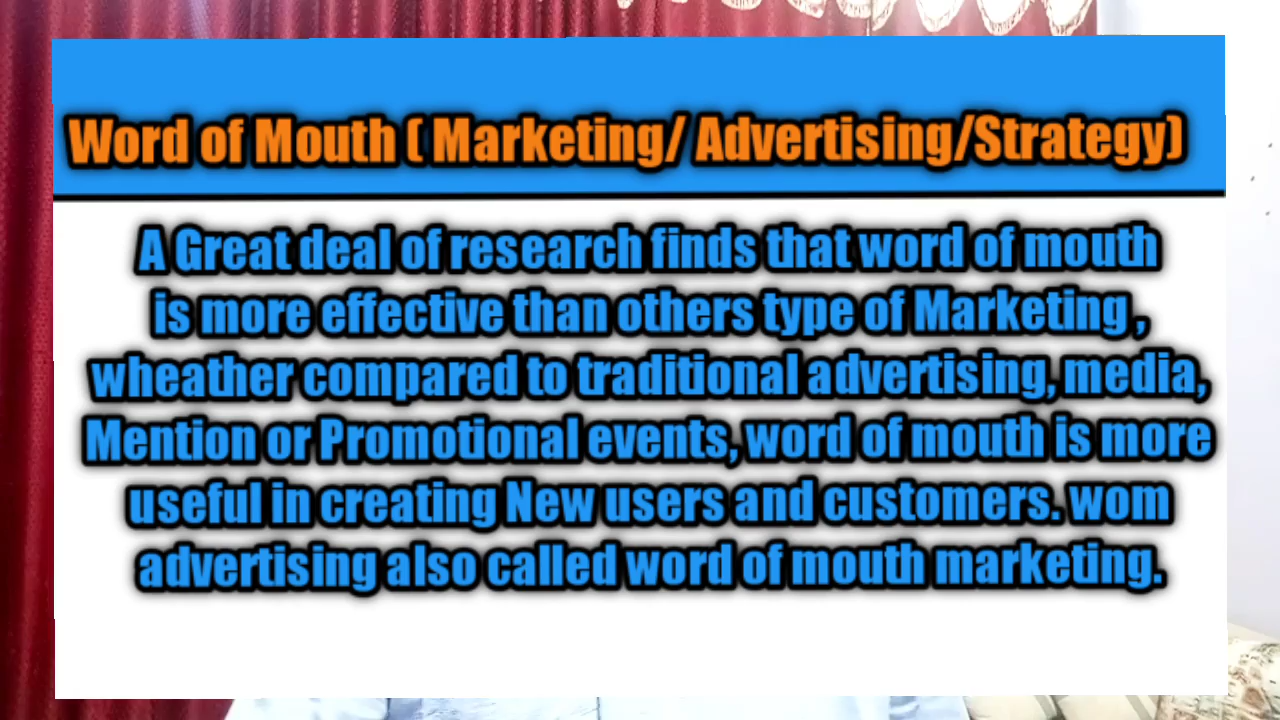 Word of Mouth ( Marketing/ Advertising/Strategy)
A Great deal of research finds that word of mouth
is more effective than others type of Marketing ,
wheather compared to traditional advertising, media,
Mention or Promotional events, word of mouth is more
useful in creating New users and customers. wom
advertising also called word of mouth marketing.